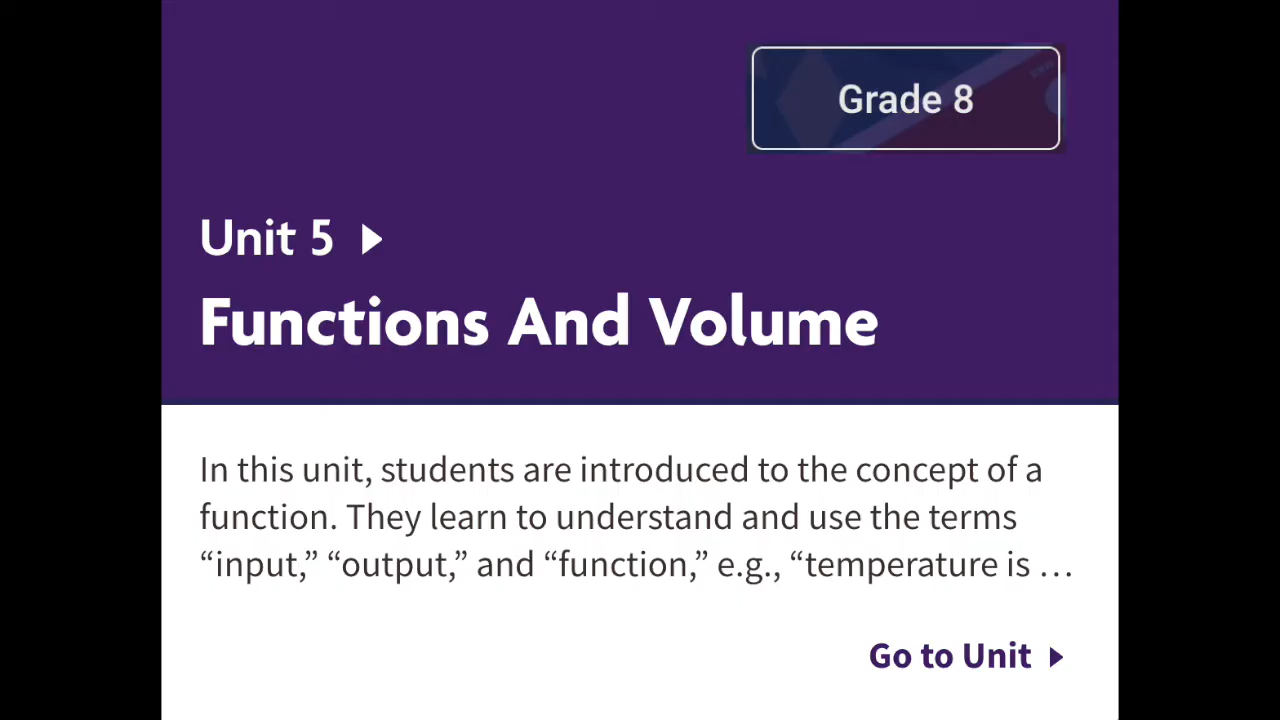 Grade 8
Unit 5
Functions And Volume
In this unit, students are introduced to the concept of a
function. They learn to understand and use the terms
“input,” “output,” and “function,” e.g., “temperature is …
Go to Unit